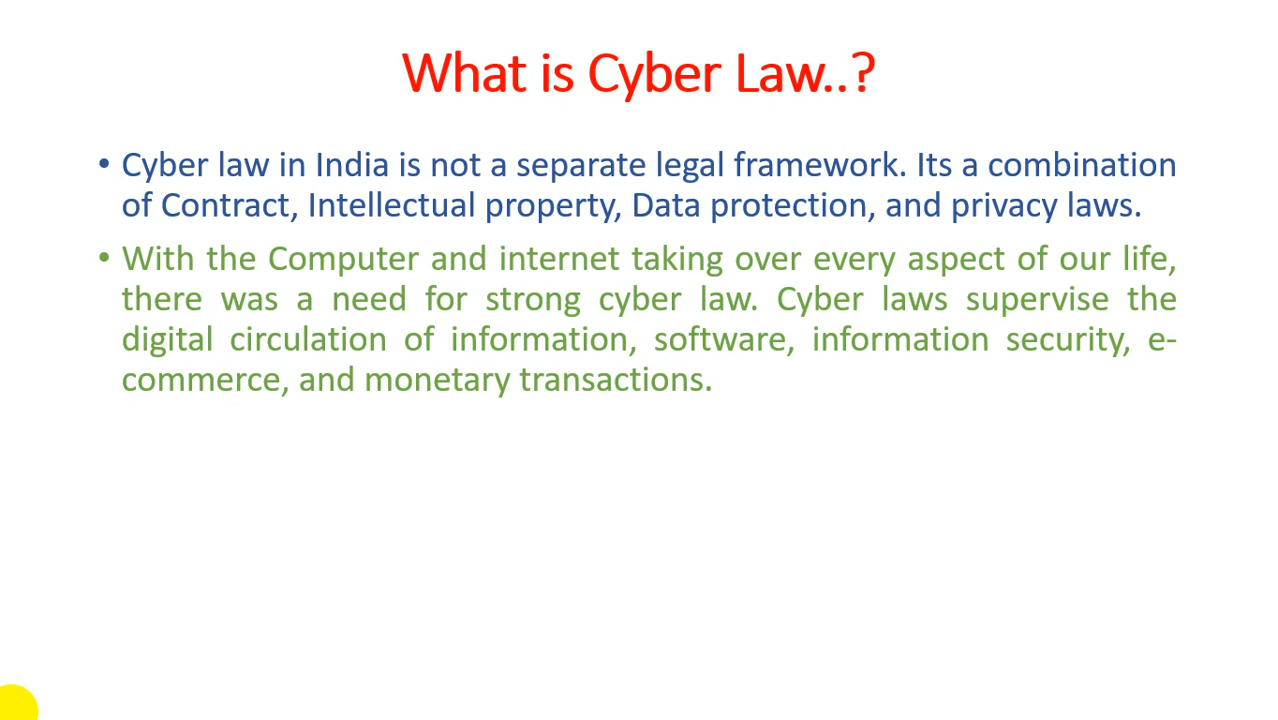 What is Cyber Law..?
• Cyber law in India is not a separate legal framework. Its a combination
of Contract, Intellectual property, Data protection, and privacy laws.
• With the Computer and internet taking over every aspect of our life,
there was a need for strong cyber law. Cyber laws supervise the
digital circulation of information, software, information security, e-
commerce, and monetary transactions.